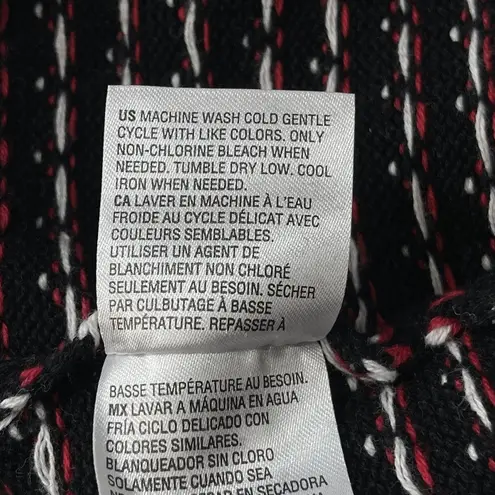 US MACHINE WASH COLD GENTLE
CYCLE WITH LIKE COLORS. ONLY
NON-CHLORINE BLEACH WHEN
NEEDED. TUMBLE DRY LOW. COOL
IRON WHEN NEEDED.
CA LAVER EN MACHINE À L'EAU
FROIDE AU CYCLE DÉLICAT AVEC
COULEURS SEMBLABLES.
UTILISER UN AGENT DE
BLANCHIMENT NON CHLORÉ
SEULEMENT AU BESOIN. SÉCHER
PAR CULBUTAGE À BASSE
TEMPÉRATURE. REPASSER À
BASSE TEMPÉRATURE AU BESOIN.
MX LAVAR A MÁQUINA EN AGUA
FRÍA CICLO DELICADO CON
COLORES SIMILARES.
BLANQUEADOR SIN CLORO
SOLAMENTE CUANDO SEA
EN SECADORA